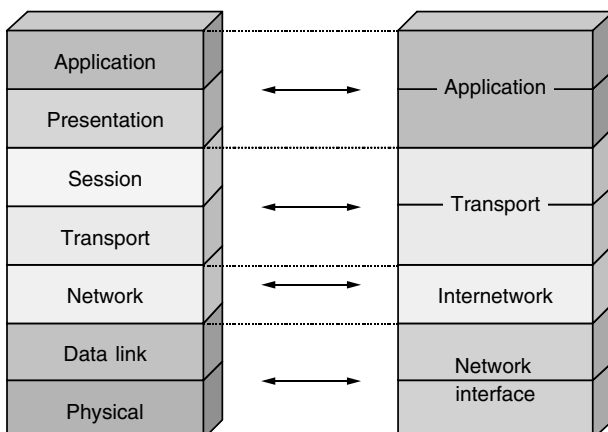 Application
Presentation
Session
Transport
Network
Data link
Physical
Application
Transport
Internetwork
Network
interface